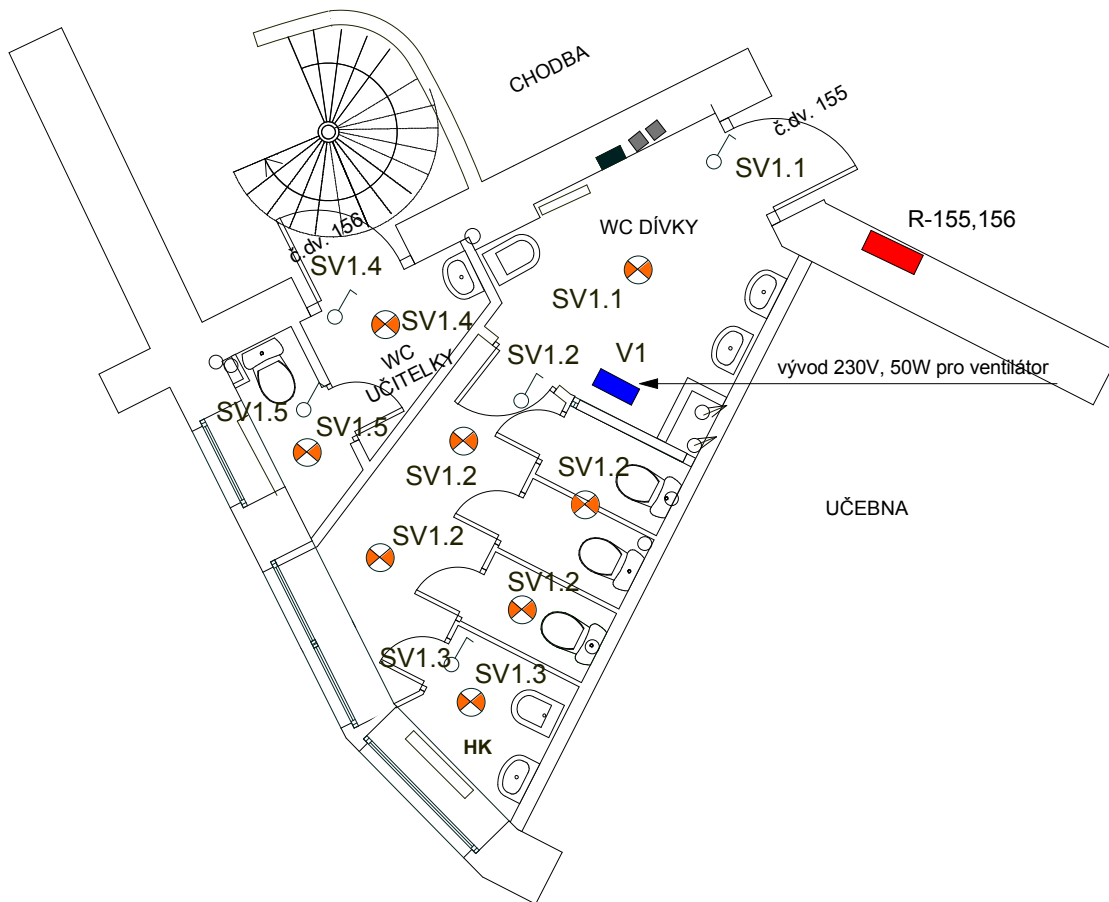 CHODBA
č.dv. 155
SV1.1
R-155,156
WC DÍVKY
č.dv. 156
SV1.4
SV1.1
SV1.4
WC
UČITELKY
SV1.2
V1
vývod 230V, 50W pro ventilátor
SV1.5
SV1.5
SV1.2
SV1.2
UČEBNA
SV1.2
SV1.2
SV1.3
SV1.3
HK